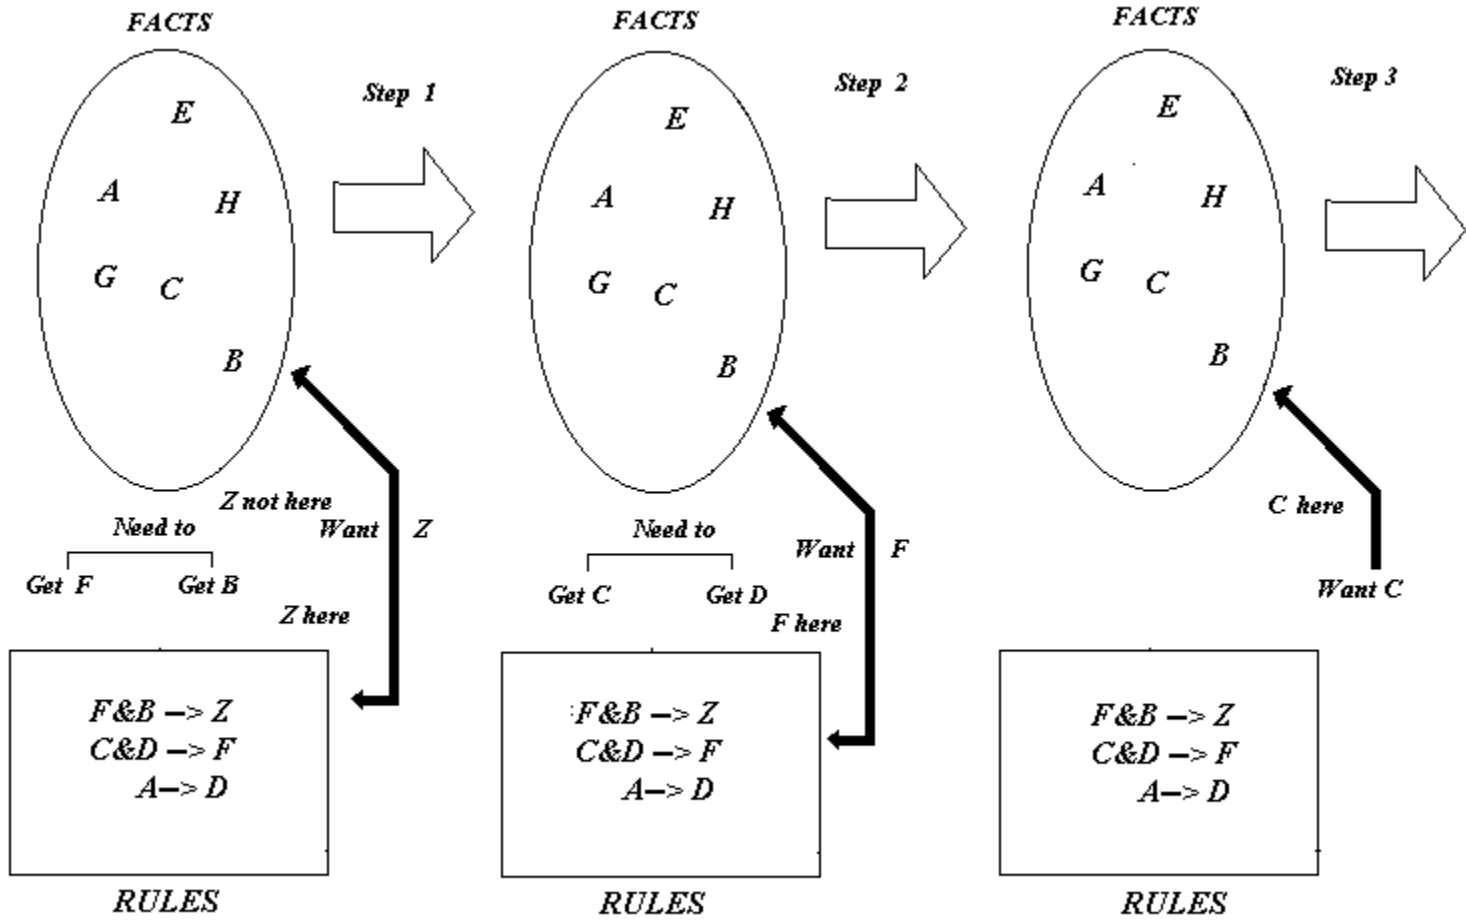 FACTS
E
A
H
G
C
B
Z not here
Need to
Want Z
Get F
Get B
Z here
F&B --> Z
C&D --> F
A--> D
RULES
Step 1
FACTS
E
A
H
G
C
B
Need to
Want F
Get C
Get D
F here
F&B --> Z
C&D --> F
A--> D
RULES
Step 2
FACTS
E
A
H
G
C
B
C here
Want C
F&B --> Z
C&D --> F
A--> D
RULES
Step 3